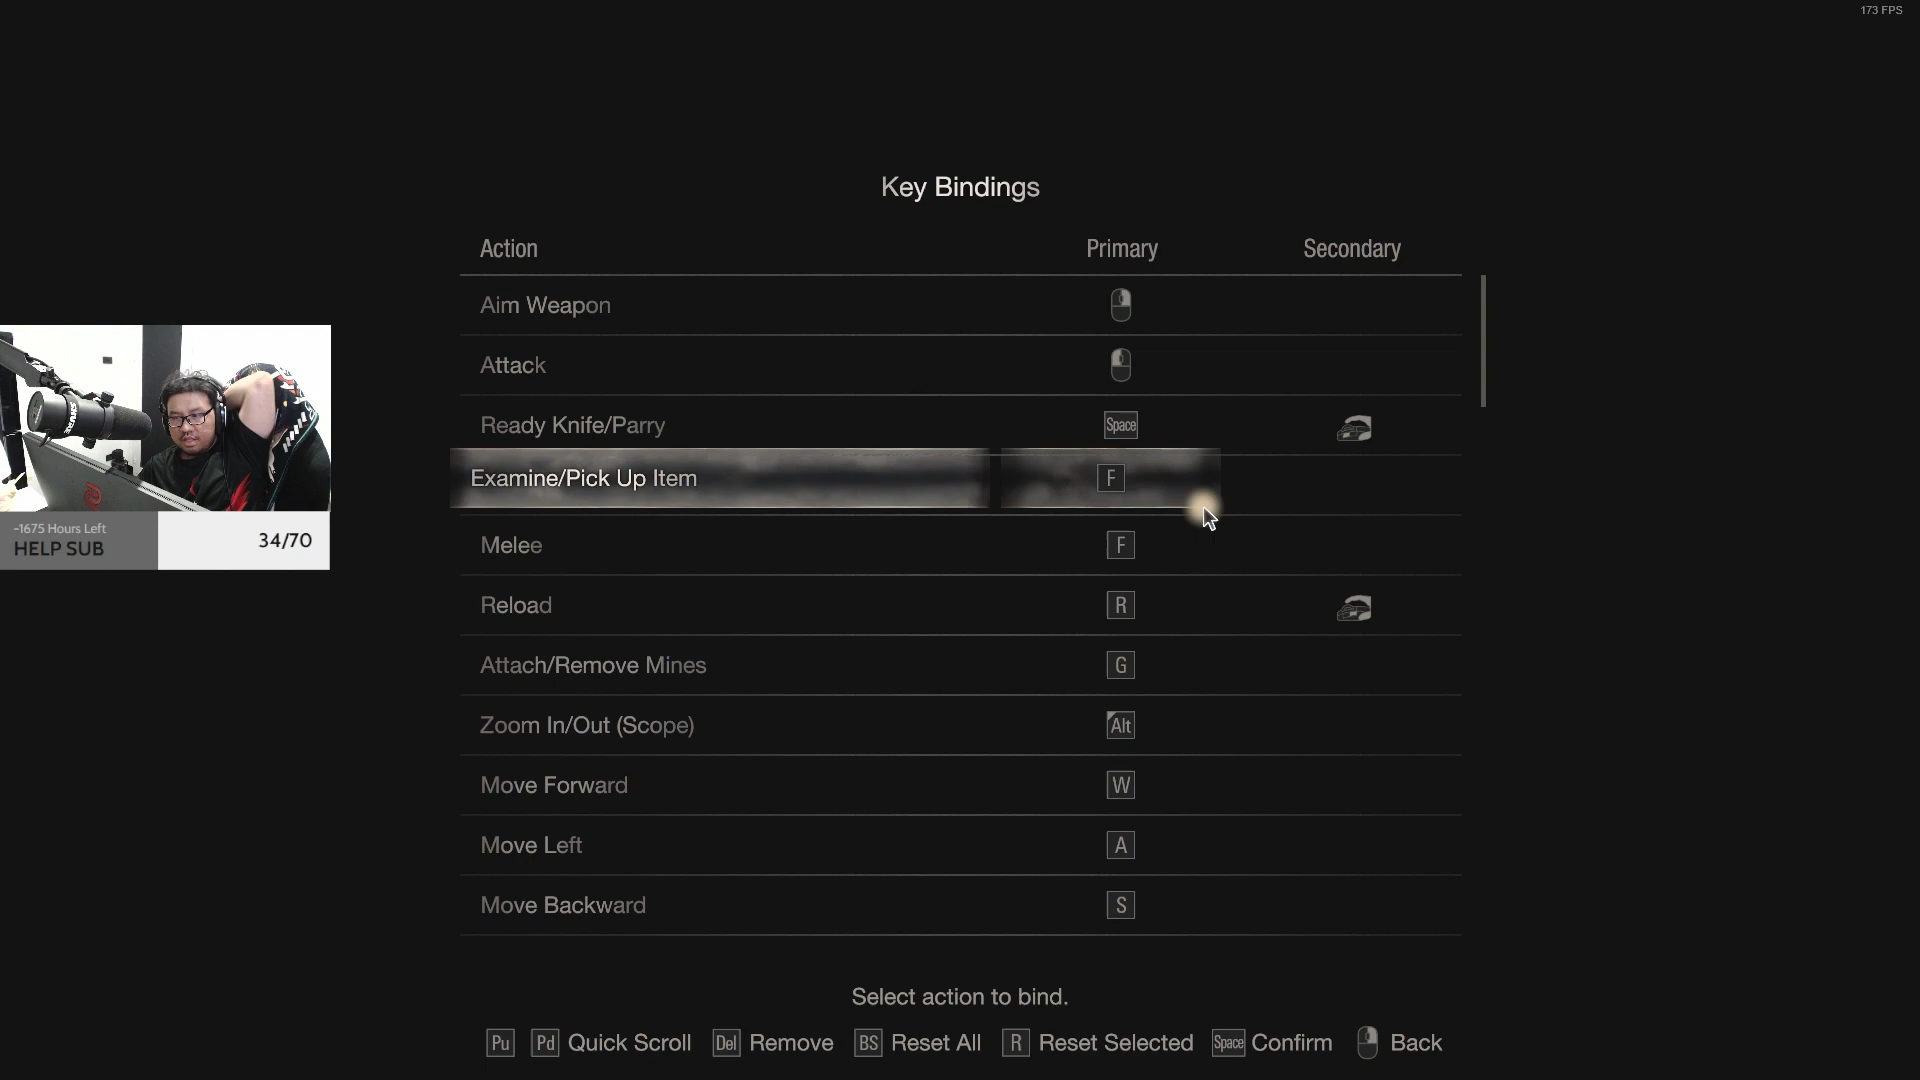 173 FPS
Key Bindings
Action Primary Secondary
Aim Weapon
Attack
Ready Knife/Parry Space
Examine/Pick Up Item F
Melee F
Reload R
Attach/Remove Mines G
Zoom In/Out (Scope) Alt
Move Forward W
Move Left A
Move Backward S
SHURE
-1675 Hours Left
HELP SUB 34/70
Select action to bind.
Pu Pd Quick Scroll Del Remove BS Reset All R Reset Selected Space Confirm Back